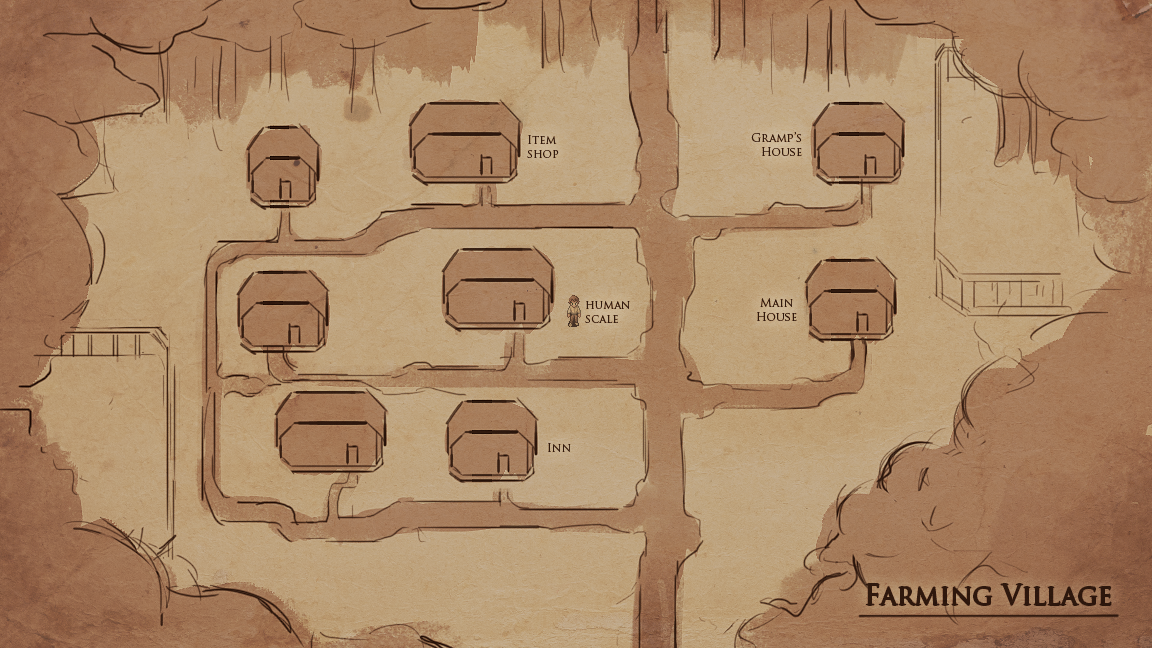 Item
shop
Gramp's
House
human
scale
Main
House
Inn
Farming Village